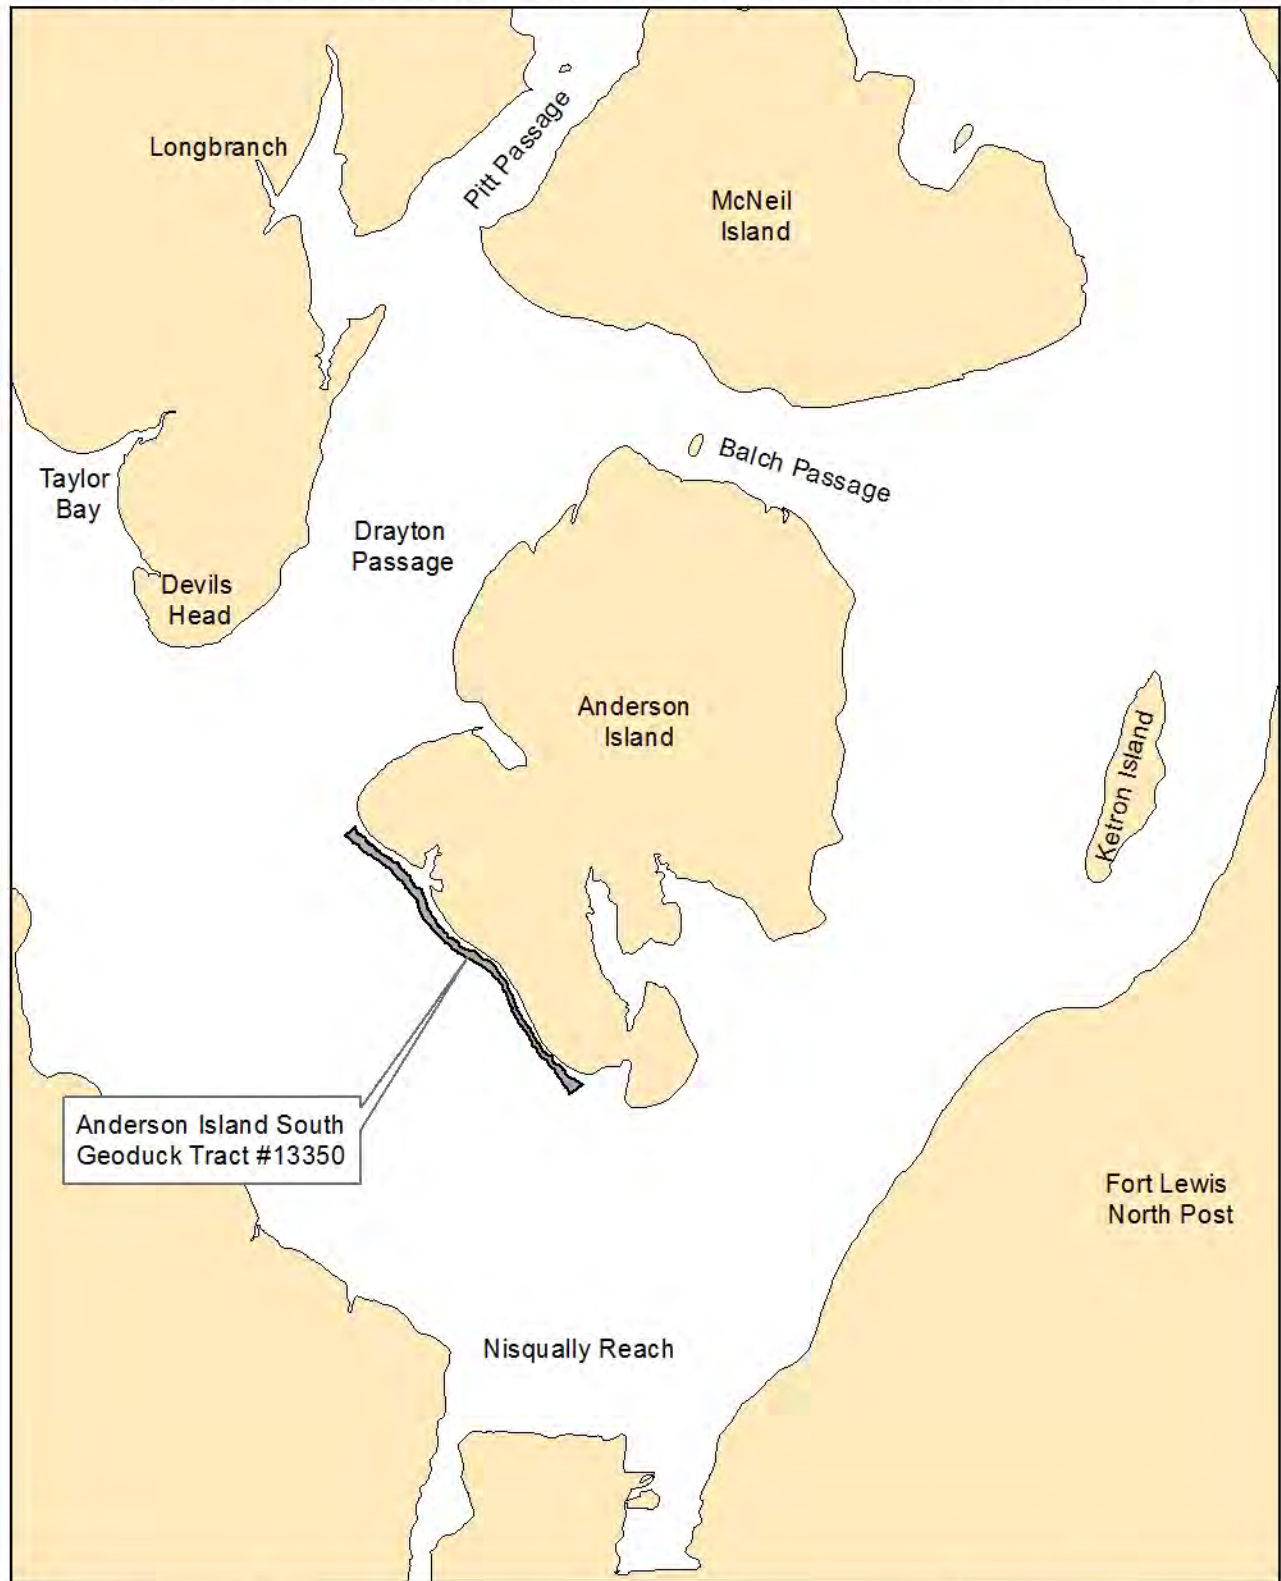 Longbranch
Pitt Passage
McNeil
Island
Balch Passage
Taylor
Bay
Drayton
Passage
Devils
Head
Anderson
Island
Ketron Island
Anderson Island South
Geoduck Tract #13350
Fort Lewis
North Post
Nisqually Reach